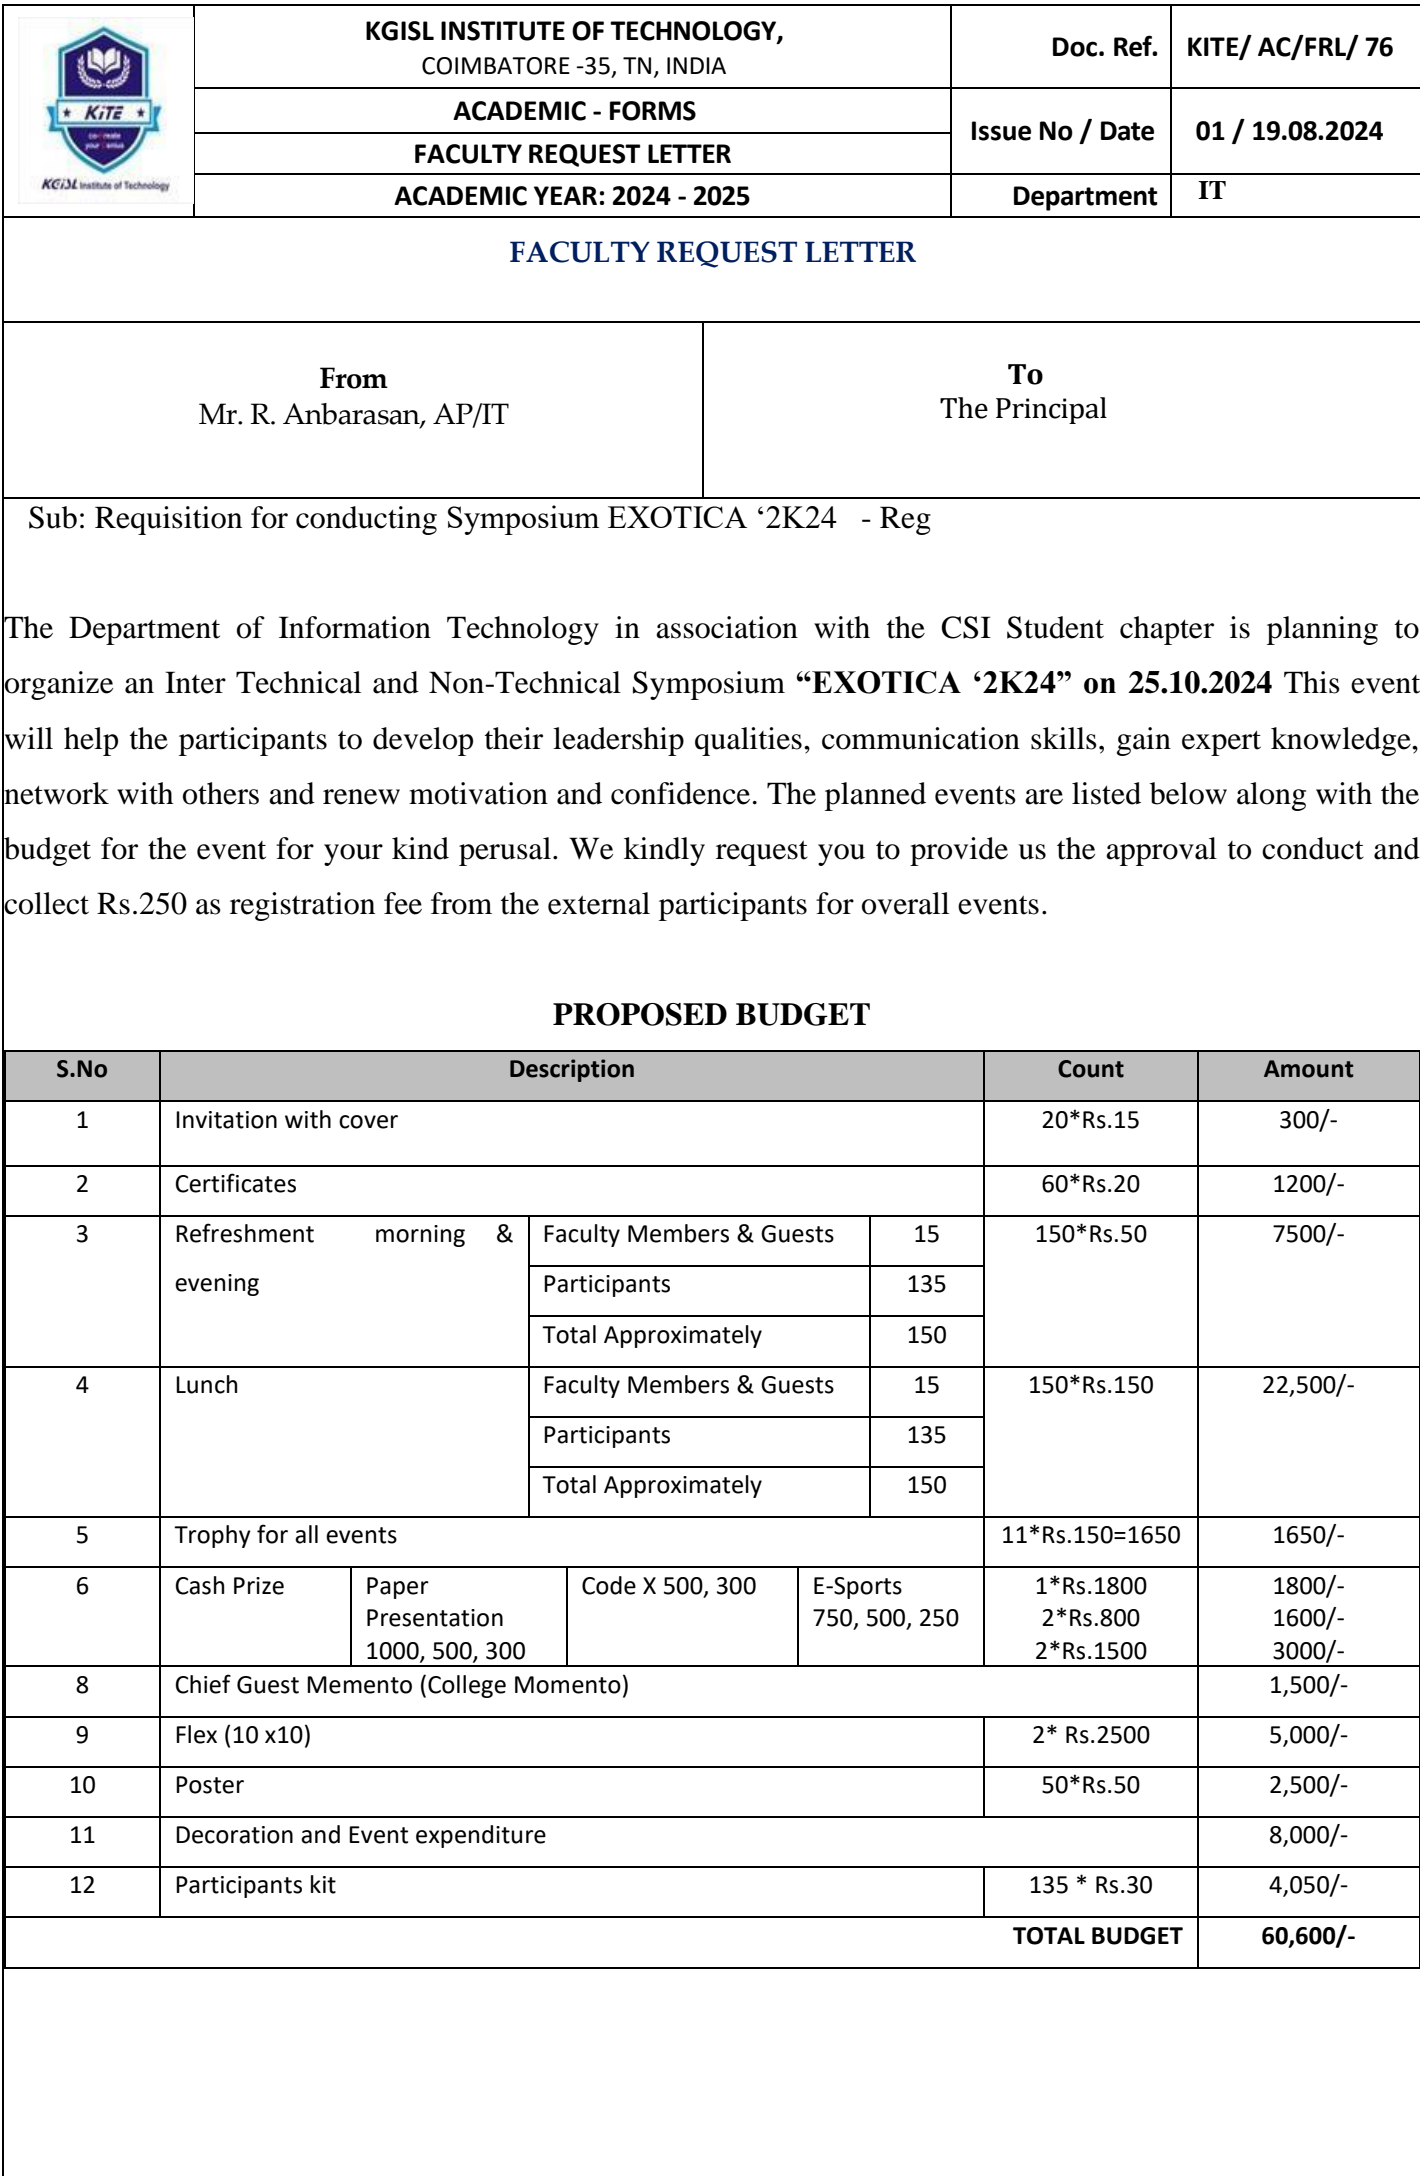 KiTE
co-create
your Genius
KGiSL Institute of Technology
KGISL INSTITUTE OF TECHNOLOGY,
COIMBATORE -35, TN, INDIA
Doc. Ref.
KITE/ AC/FRL/ 76
ACADEMIC - FORMS
FACULTY REQUEST LETTER
Issue No / Date
01 / 19.08.2024
ACADEMIC YEAR: 2024 - 2025
Department
IT
FACULTY REQUEST LETTER
From
Mr. R. Anbarasan, AP/IT
To
The Principal
Sub: Requisition for conducting Symposium EXOTICA ‘2K24 - Reg
The Department of Information Technology in association with the CSI Student chapter is planning to
organize an Inter Technical and Non-Technical Symposium “EXOTICA ‘2K24” on 25.10.2024 This event
will help the participants to develop their leadership qualities, communication skills, gain expert knowledge,
network with others and renew motivation and confidence. The planned events are listed below along with the
budget for the event for your kind perusal. We kindly request you to provide us the approval to conduct and
collect Rs.250 as registration fee from the external participants for overall events.
PROPOSED BUDGET
S.No Description Count Amount
1 Invitation with cover 20*Rs.15 300/-
2 Certificates 60*Rs.20 1200/-
3 Refreshment morning & Faculty Members & Guests 15 150*Rs.50 7500/-
evening Participants 135
Total Approximately 150
4 Lunch Faculty Members & Guests 15 150*Rs.150 22,500/-
Participants 135
Total Approximately 150
5 Trophy for all events 11*Rs.150=1650 1650/-
6 Cash Prize Paper Code X 500, 300 E-Sports 1*Rs.1800 1800/-
Presentation 750, 500, 250 2*Rs.800 1600/-
1000, 500, 300 2*Rs.1500 3000/-
8 Chief Guest Memento (College Momento) 1,500/-
9 Flex (10 x10) 2* Rs.2500 5,000/-
10 Poster 50*Rs.50 2,500/-
11 Decoration and Event expenditure 8,000/-
12 Participants kit 135 * Rs.30 4,050/-
TOTAL BUDGET 60,600/-